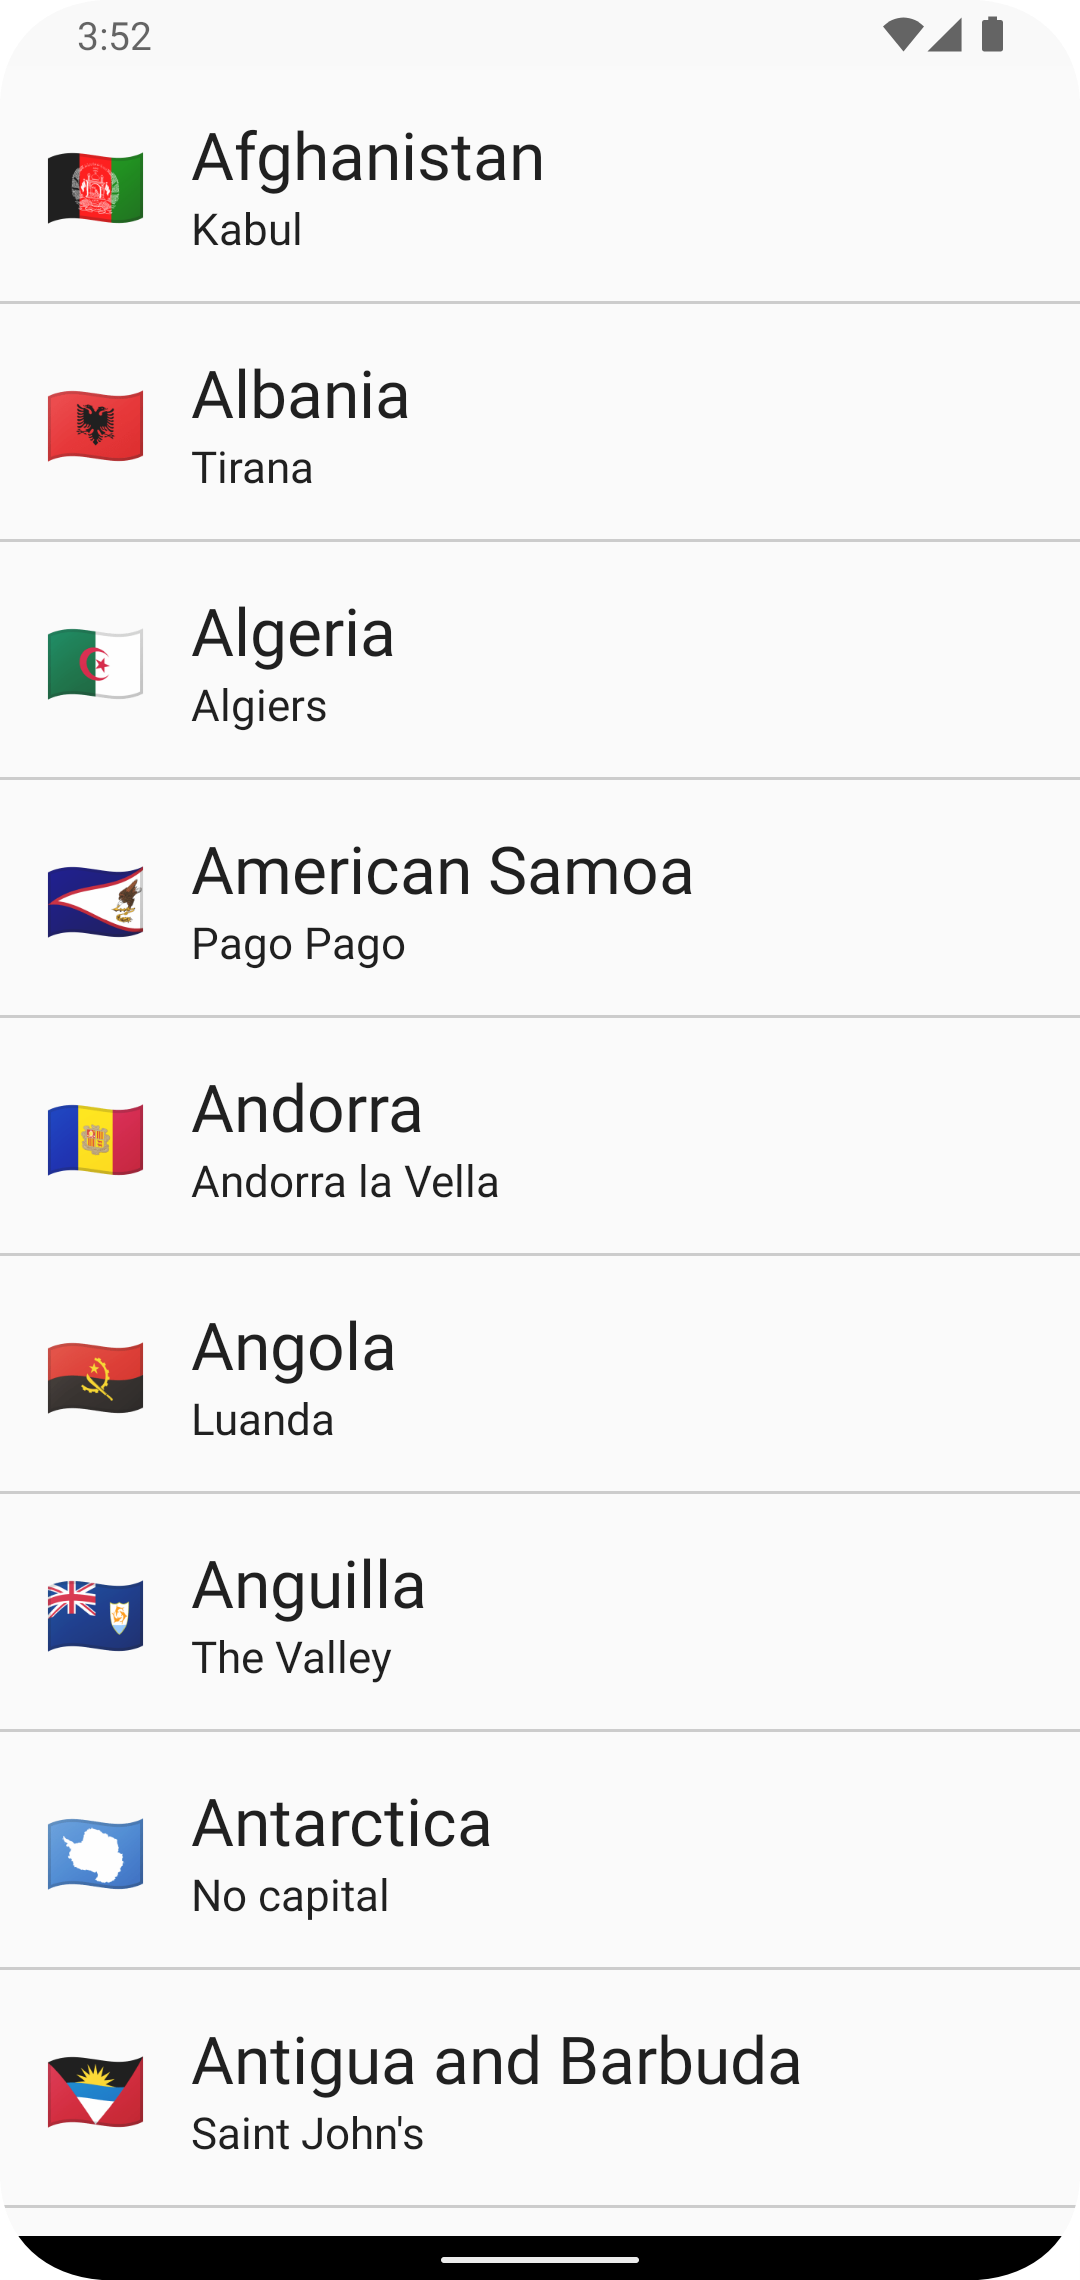 3:52
Afghanistan
Kabul
Albania
Tirana
Algeria
Algiers
American Samoa
Pago Pago
Andorra
Andorra la Vella
Angola
Luanda
Anguilla
The Valley
Antarctica
No capital
Antigua and Barbuda
Saint John's